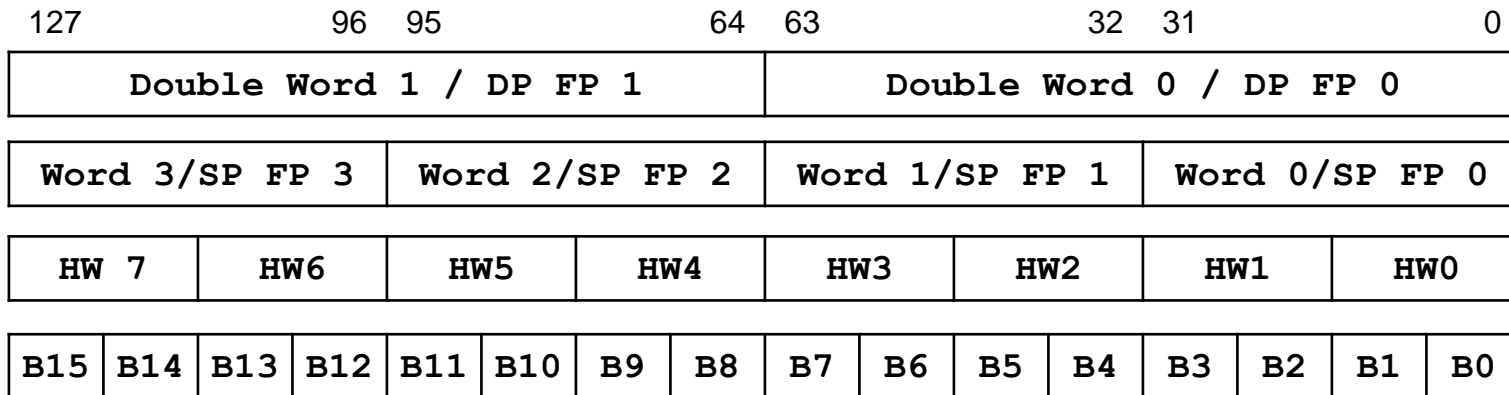 127 96 95 64 63 32 31 0
Double Word 1 / DP FP 1 Double Word 0 / DP FP 0
Word 3/SP FP 3 Word 2/SP FP 2 Word 1/SP FP 1 Word 0/SP FP 0
HW 7 HW6 HW5 HW4 HW3 HW2 HW1 HW0
B15 B14 B13 B12 B11 B10 B9 B8 B7 B6 B5 B4 B3 B2 B1 B0